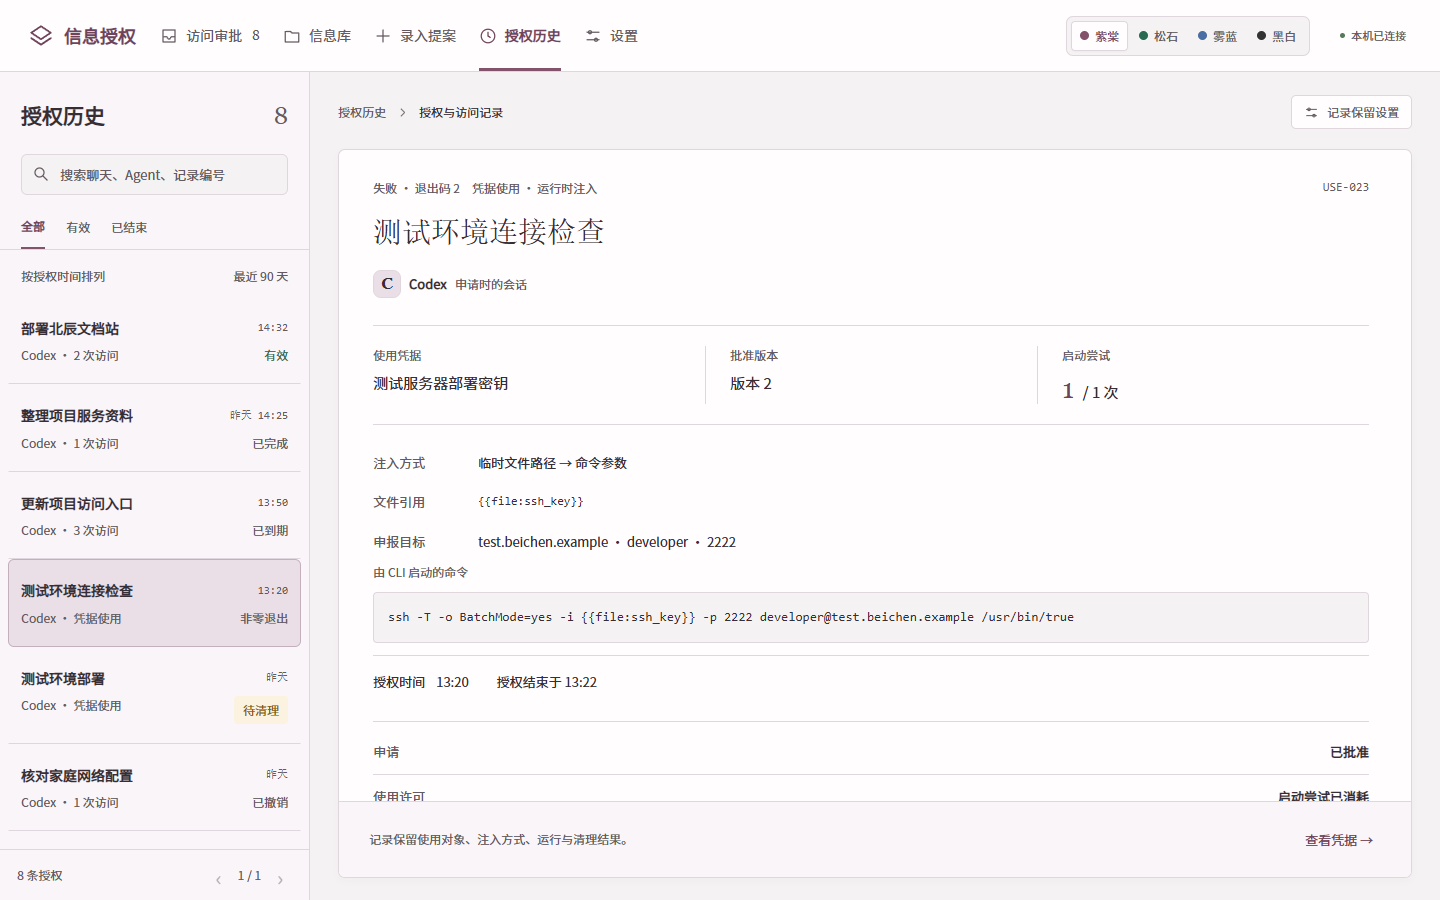 信息授权
访问审批 8
信息库
录入提案
授权历史
设置
紫棠
松石
雾蓝
黑白
本机已连接
授权历史 8
搜索聊天、Agent、记录编号
全部 有效 已结束
按授权时间排列 最近 90 天
部署北辰文档站 14:32
Codex · 2 次访问 有效
整理项目服务资料 昨天 14:25
Codex · 1 次访问 已完成
更新项目访问入口 13:50
Codex · 3 次访问 已到期
测试环境连接检查 13:20
Codex · 凭据使用 非零退出
测试环境部署 昨天
Codex · 凭据使用 待清理
核对家庭网络配置 昨天
Codex · 1 次访问 已撤销
8 条授权 ‹ 1 / 1 ›
授权历史 > 授权与访问记录
记录保留设置
失败 · 退出码 2 凭据使用 · 运行时注入 USE-023
测试环境连接检查
C Codex 申请时的会话
使用凭据 批准版本 启动尝试
测试服务器部署密钥 版本 2 1 / 1 次
注入方式 临时文件路径 → 命令参数
文件引用 {{file:ssh_key}}
申报目标 test.beichen.example · developer · 2222
由 CLI 启动的命令
ssh -T -o BatchMode=yes -i {{file:ssh_key}} -p 2222 developer@test.beichen.example /usr/bin/true
授权时间 13:20 授权结束于 13:22
申请 已批准
使用许可 启动尝试已消耗
记录保留使用对象、注入方式、运行与清理结果。 查看凭据 →